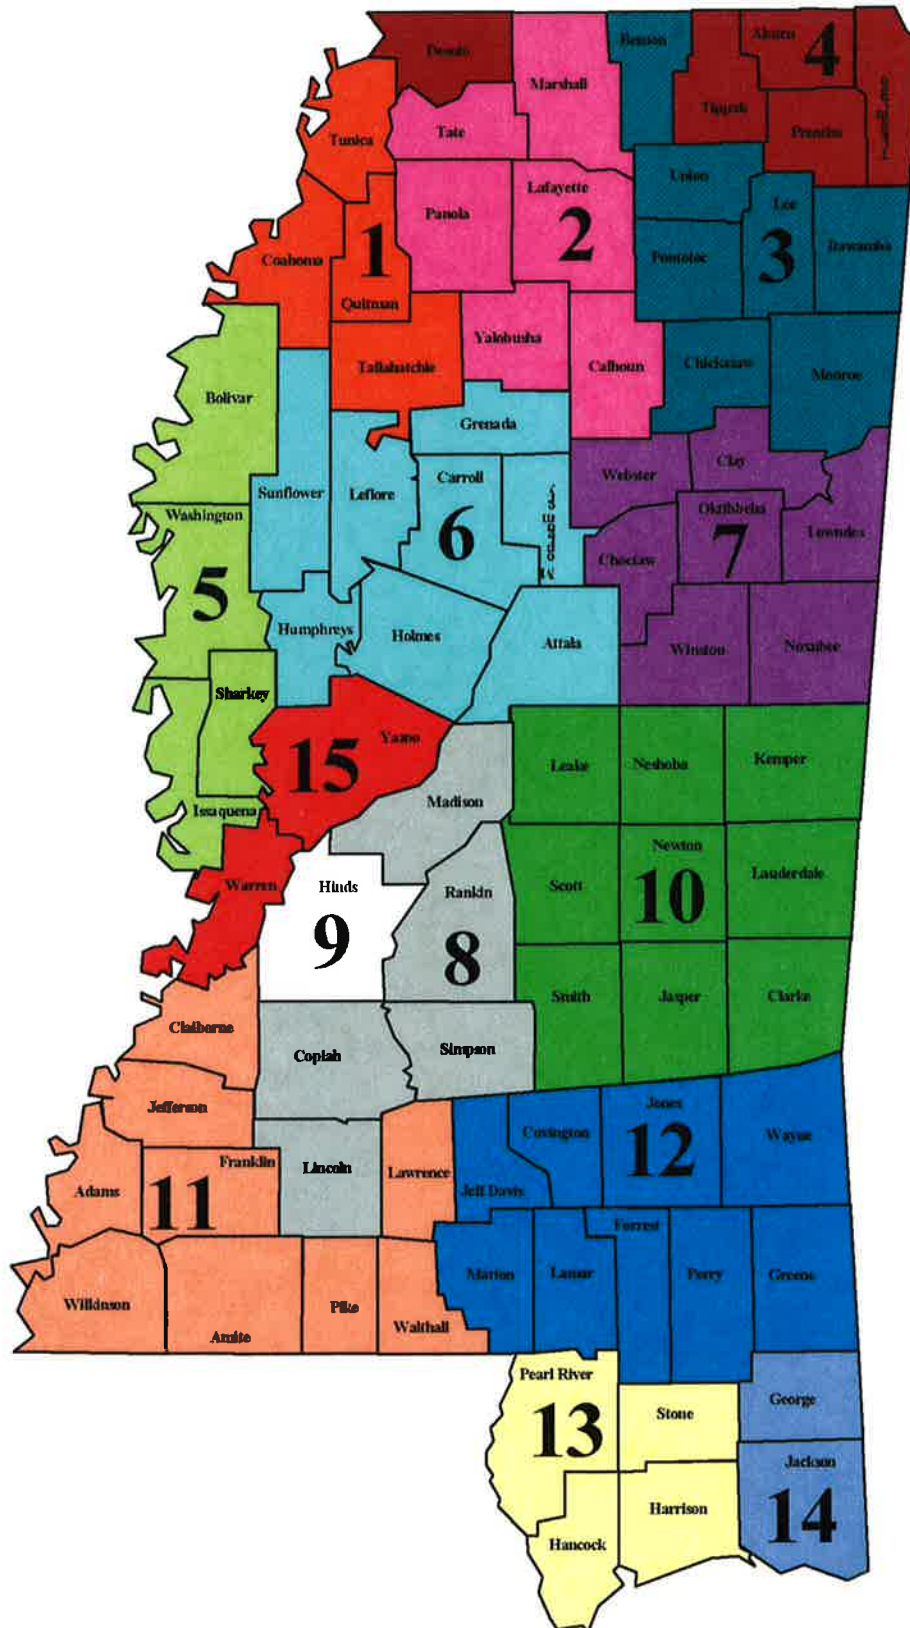 Desoto
Marshall
Benton
Alcorn
4
Tippah
Prentiss
Tunica
Tate
Union
Lafayette
Panola
Lee
Coahoma
1
2
3
Itawamba
Pontotoc
Quitman
Yalobusha
Tallahatchie
Calhoun
Chickasaw
Monroe
Bolivar
Grenada
Clay
Webster
Carroll
Sunflower
Leflore
Oktibbeha
Washington
6
7
Lowndes
Choctaw
5
Humphreys
Holmes
Attala
Winston
Noxubee
Sharkey
15
Yazoo
Leake
Neshoba
Kemper
Madison
Issaquena
Newton
Warren
Hinds
Rankin
Scott
10
Lauderdale
9
8
Smith
Jasper
Clarke
Claiborne
Copiah
Simpson
Jefferson
Jones
Covington
12
Wayne
Franklin
Lincoln
Lawrence
Adams
11
Jeff Davis
Forrest
Marion
Lamar
Perry
Greene
Wilkinson
Pike
Amite
Walthall
Pearl River
13
Stone
George
Jackson
Harrison
14
Hancock